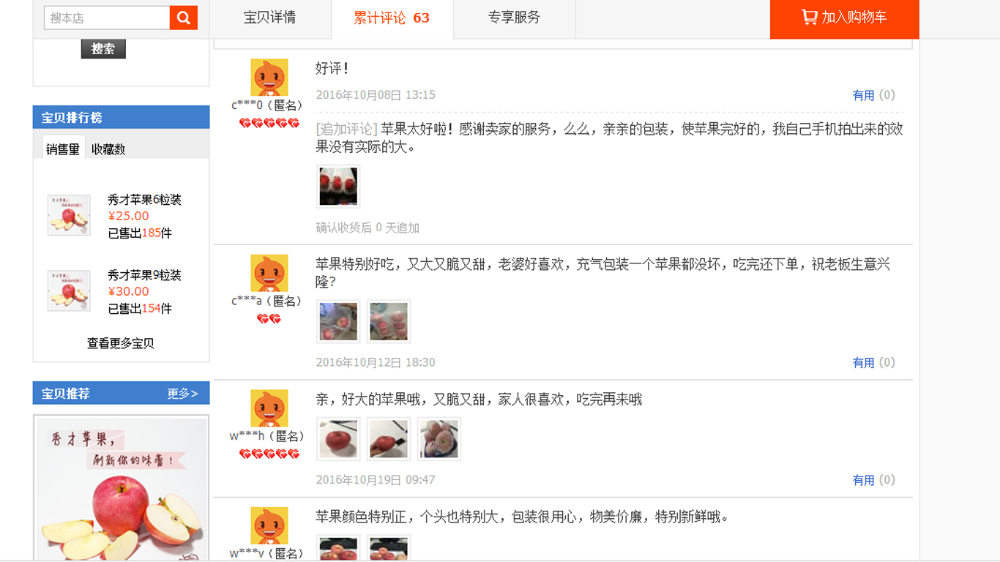 搜本店
宝贝详情
累计评论 63
专享服务
加入购物车
搜索
宝贝排行榜
销售量 收藏数
秀才苹果6粒装
¥25.00
已售出185件
秀才苹果9粒装
¥30.00
已售出154件
查看更多宝贝
宝贝推荐 更多>
秀才苹果，
刷新你的味蕾！
好评！
c***0（匿名）
2016年10月08日 13:15
有用 (0)
[追加评论] 苹果太好啦！感谢卖家的服务，么么，亲亲的包装，使苹果完好的，我自己手机拍出来的效
果没有实际的大。
确认收货后 0 天追加
苹果特别好吃，又大又脆又甜，老婆好喜欢，充气包装一个苹果都没坏，吃完还下单，祝老板生意兴
隆？
c***a（匿名）
2016年10月12日 18:30
有用 (0)
亲，好大的苹果哦，又脆又甜，家人很喜欢，吃完再来哦
w***h（匿名）
2016年10月19日 09:47
有用 (0)
苹果颜色特别正，个头也特别大，包装很用心，物美价廉，特别新鲜哦。
w***v（匿名）